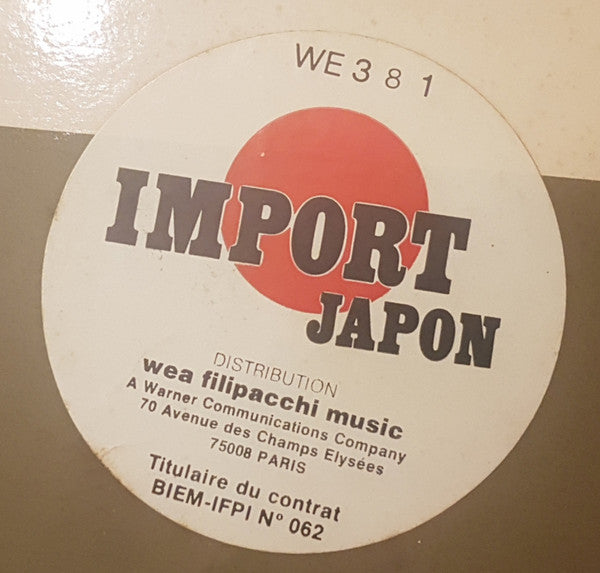 WE 3 8 1
IMPORT
JAPON
DISTRIBUTION
wea filipacchi music
A Warner Communications Company
70 Avenue des Champs Elysées
75008 PARIS
Titulaire du contrat
BIEM-IFPI Nº 062